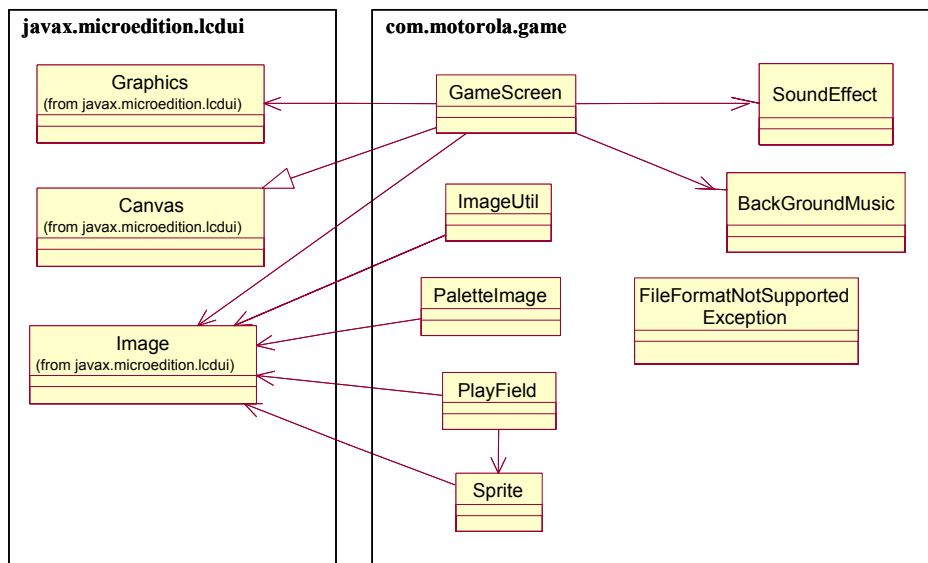 javax.microedition.lcdui
Graphics
(from javax.microedition.lcdui)
Canvas
(from javax.microedition.lcdui)
Image
(from javax.microedition.lcdui)
com.motorola.game
GameScreen
SoundEffect
ImageUtil
BackGroundMusic
PaletteImage
FileFormatNotSupported
Exception
PlayField
Sprite